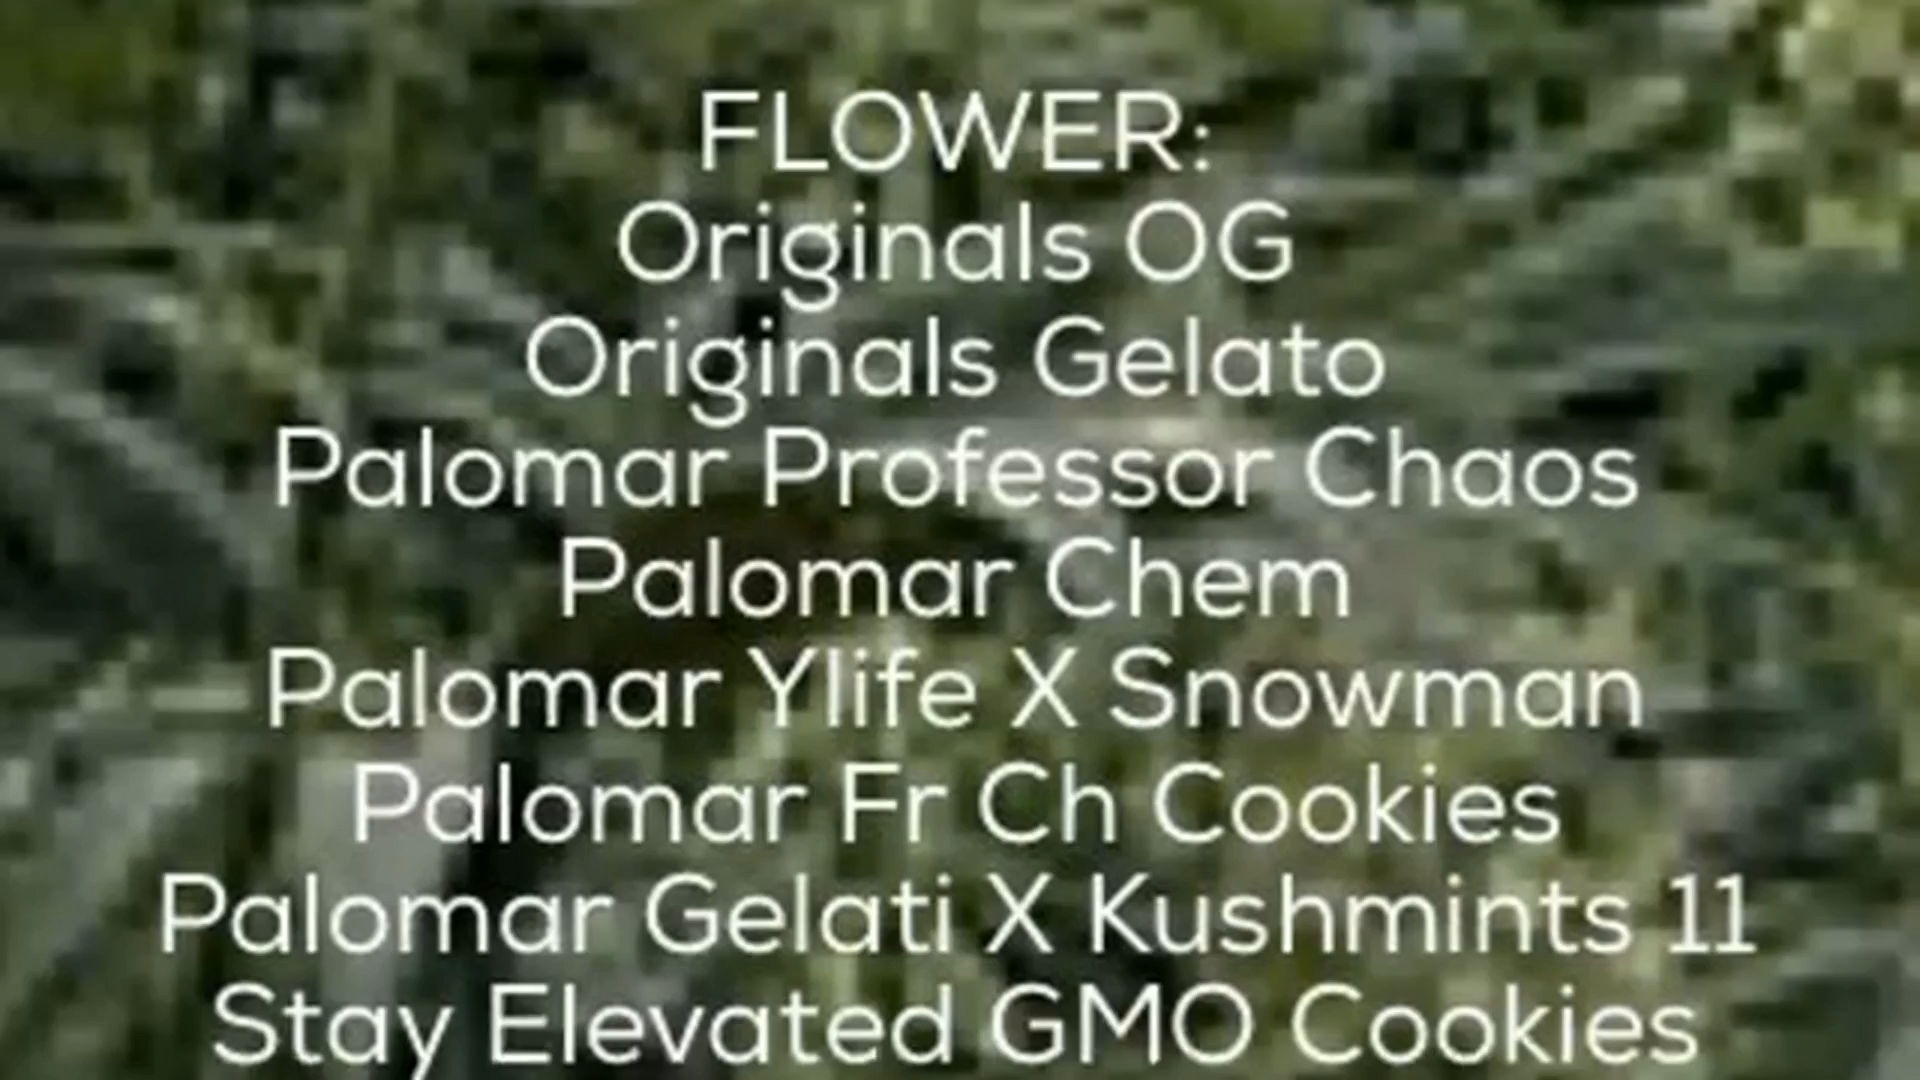 FLOWER:
Originals OG
Originals Gelato
Palomar Professor Chaos
Palomar Chem
Palomar Ylife X Snowman
Palomar Fr Ch Cookies
Palomar Gelati X Kushmints 11
Stay Elevated GMO Cookies